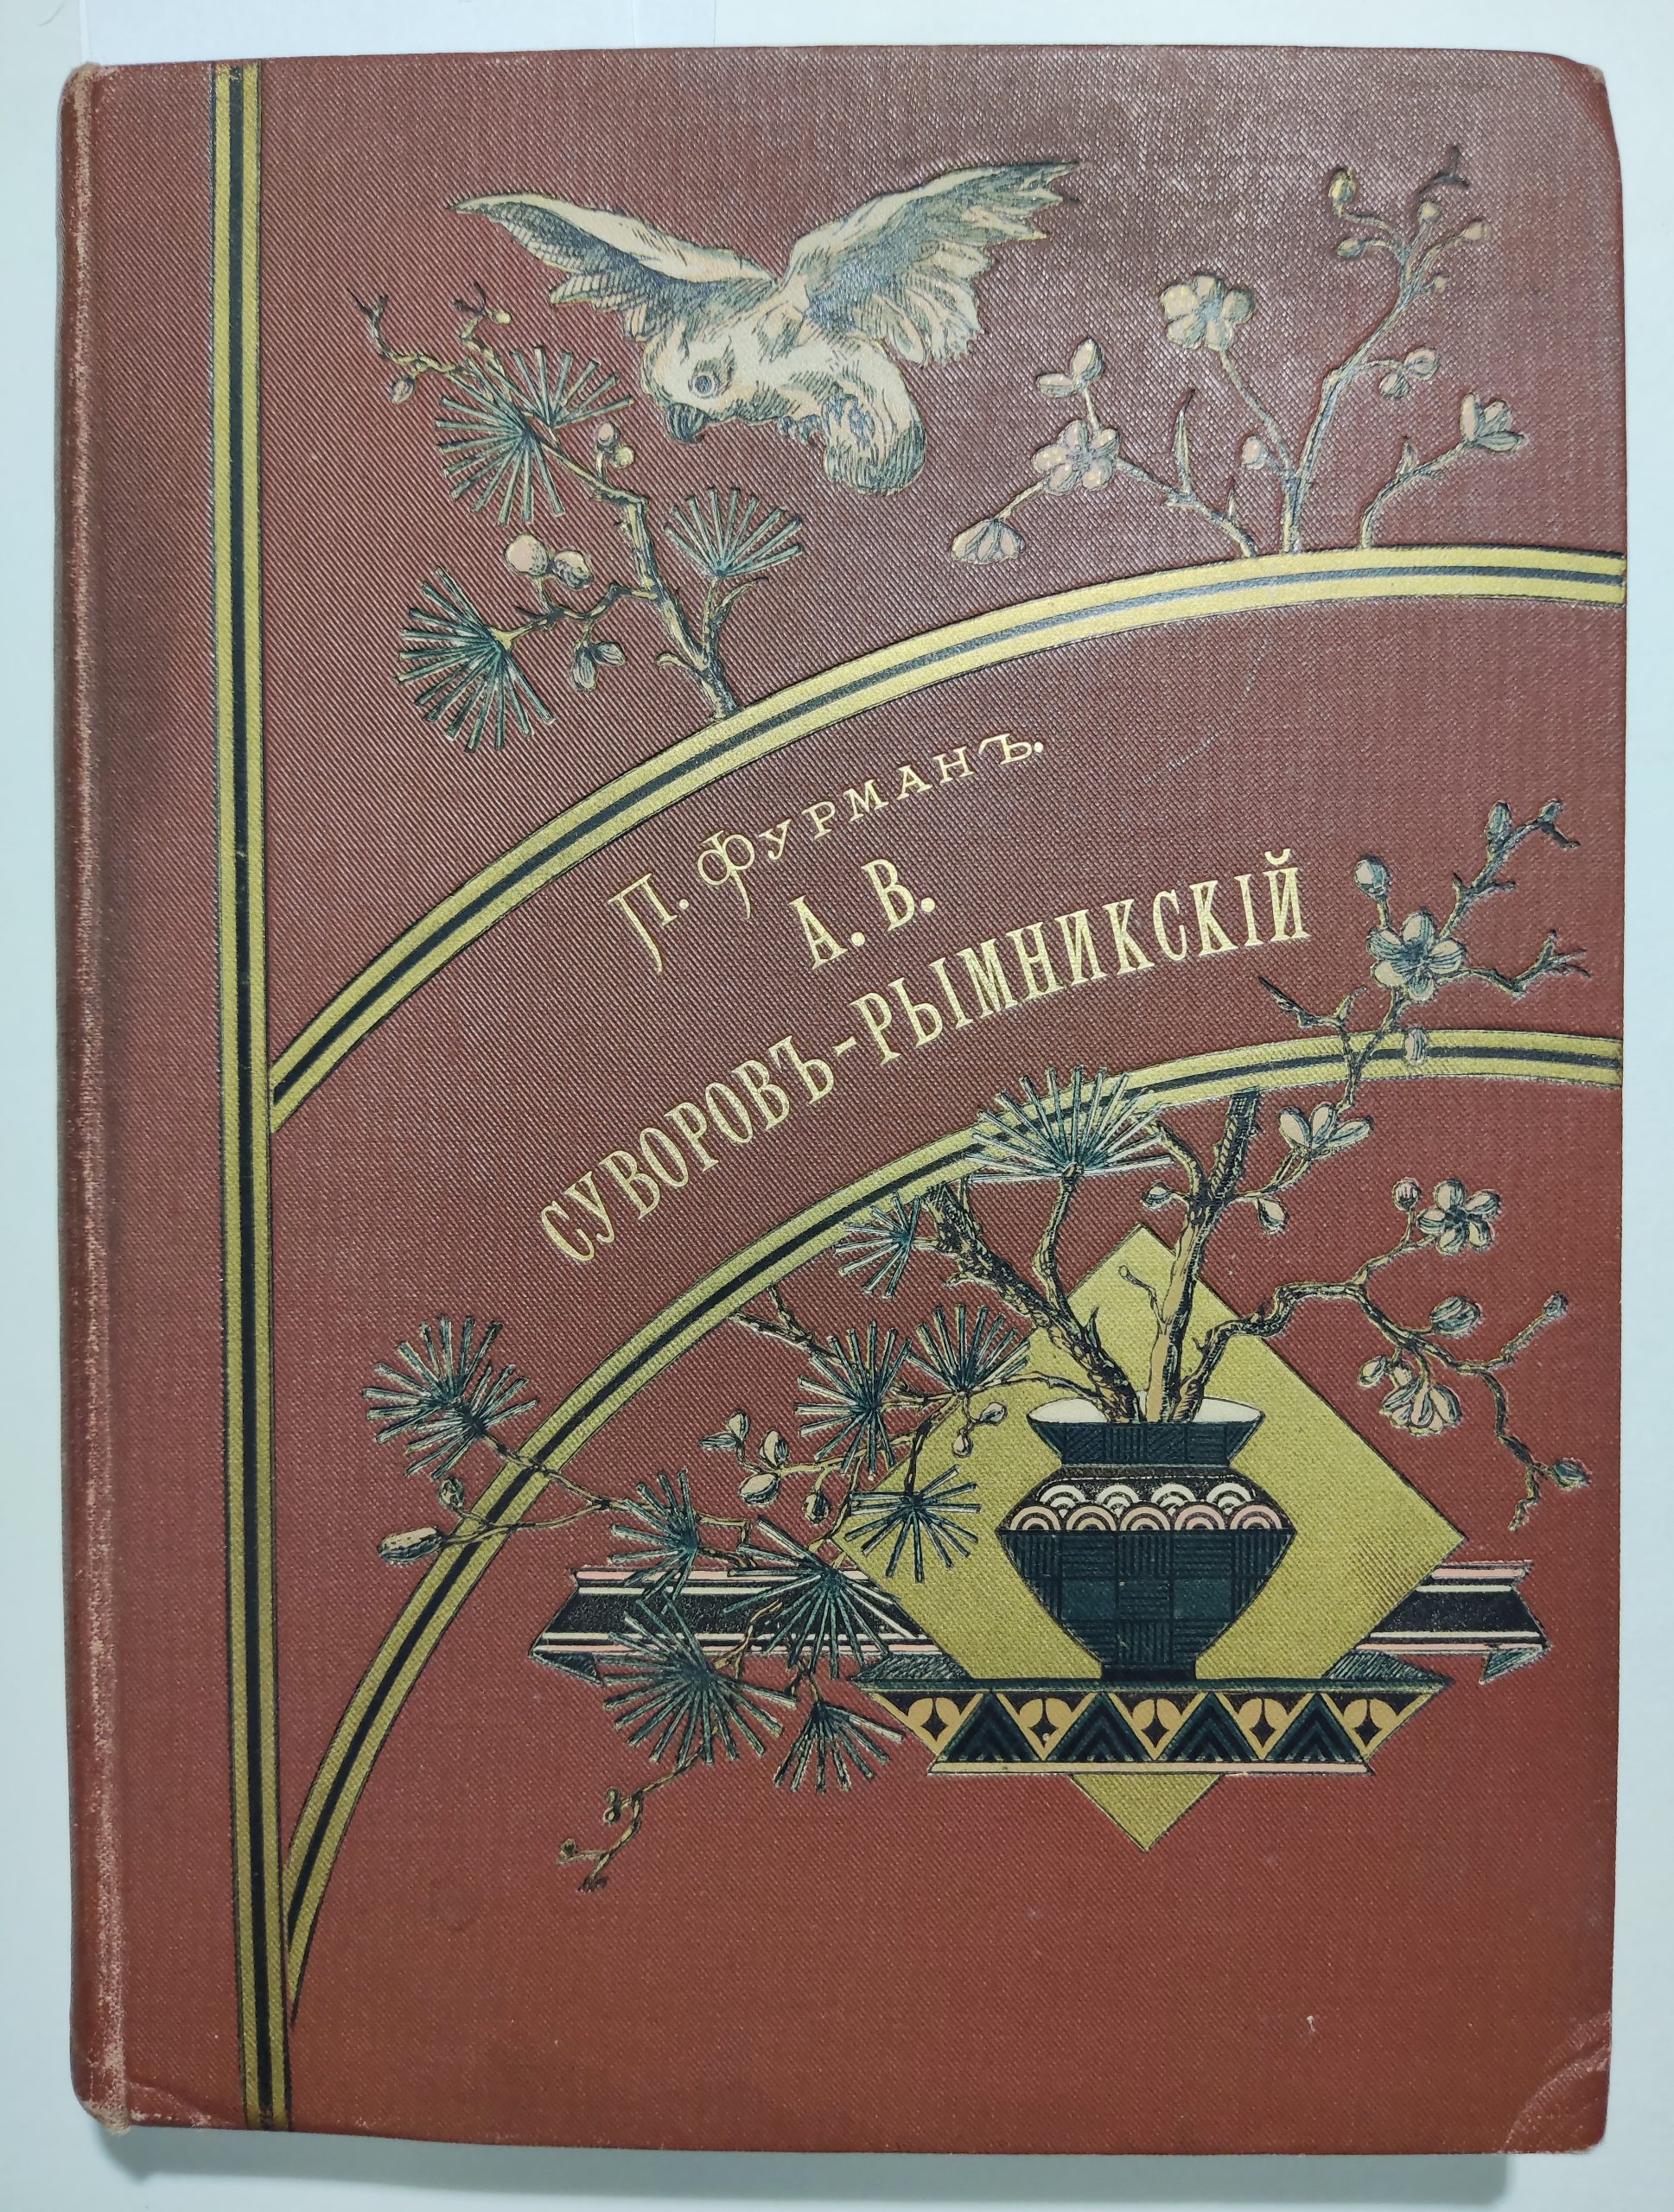 П. Фурманъ.
А. В.
СУВОРОВЪ-РЫМНИКСКІЙ